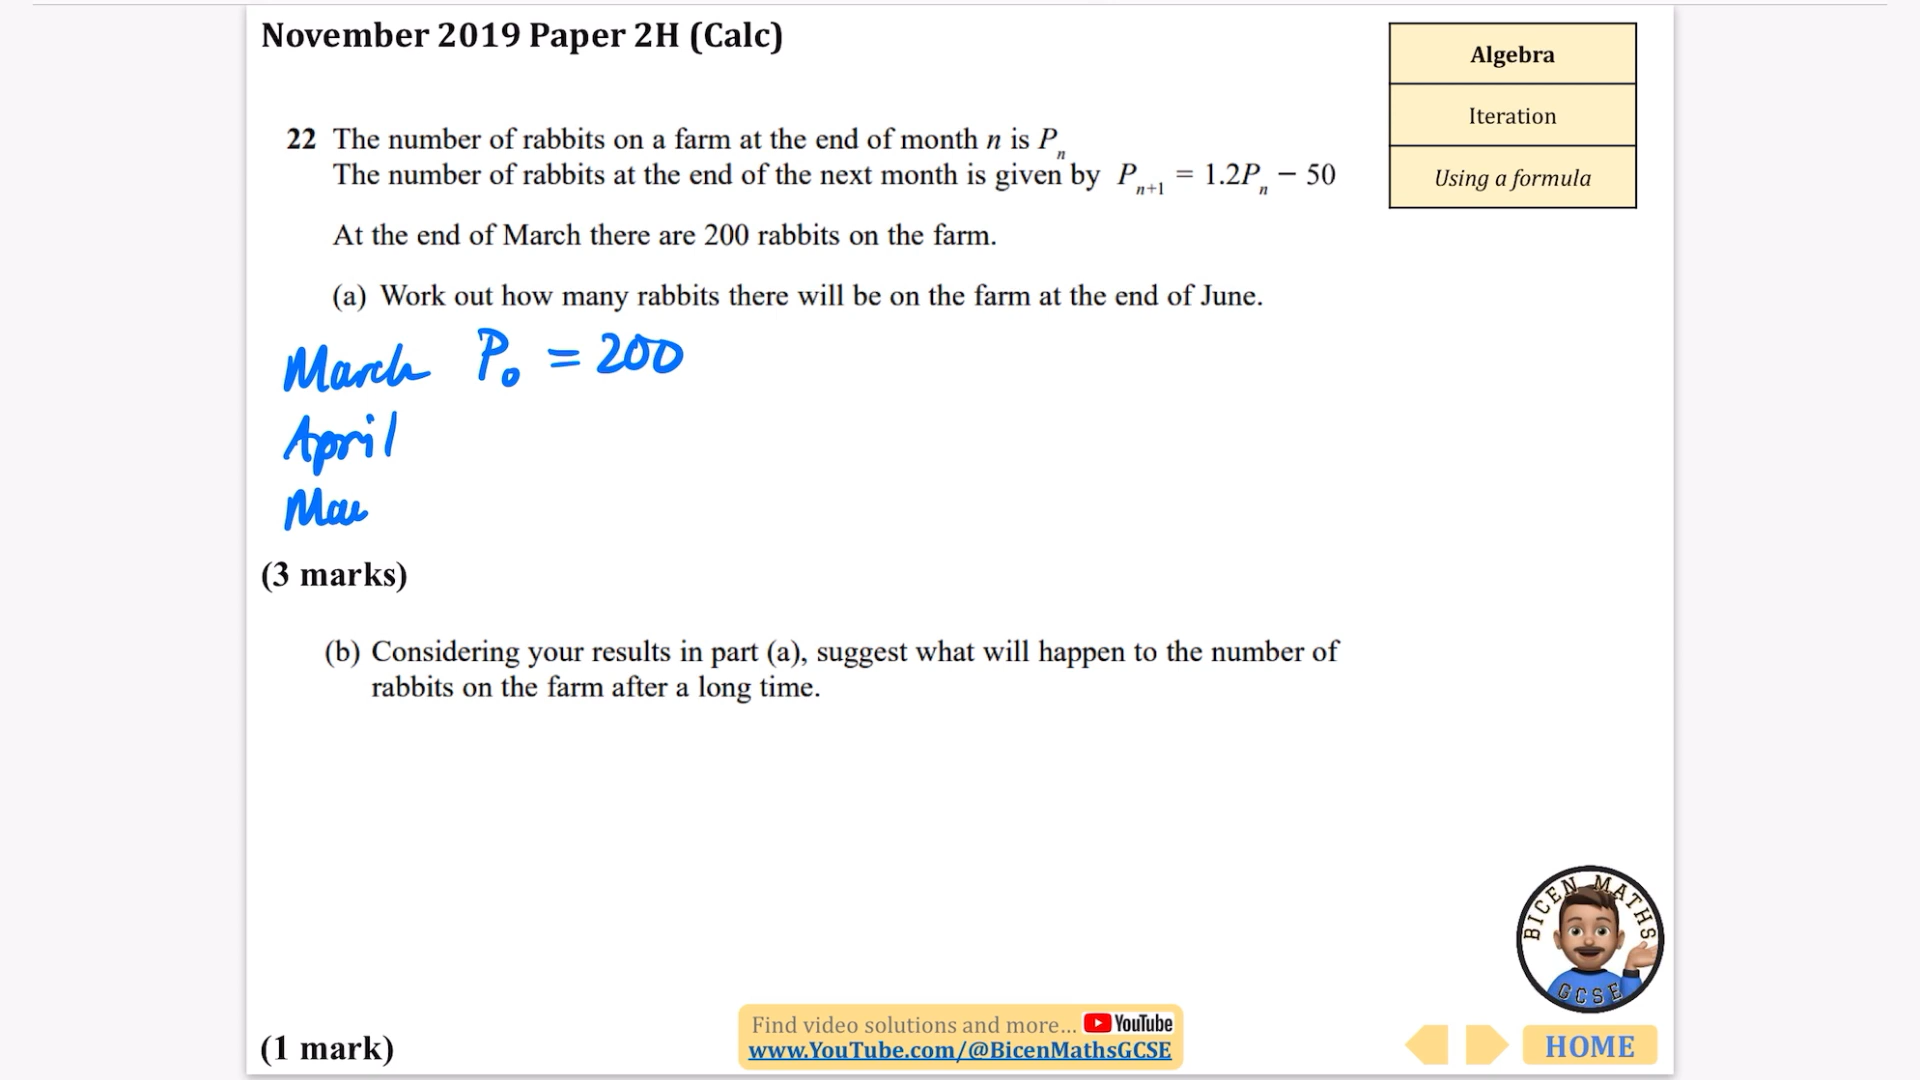 November 2019 Paper 2H (Calc)
Algebra
Iteration
Using a formula
22 The number of rabbits on a farm at the end of month n is Pₙ
The number of rabbits at the end of the next month is given by Pₙ₊₁ = 1.2Pₙ − 50
At the end of March there are 200 rabbits on the farm.
(a) Work out how many rabbits there will be on the farm at the end of June.
March P₀ = 200
April
Mau
(3 marks)
(b) Considering your results in part (a), suggest what will happen to the number of
rabbits on the farm after a long time.
BICEN MATHS
GCSE
(1 mark)
Find video solutions and more... YouTube
www.YouTube.com/@BicenMathsGCSE
HOME